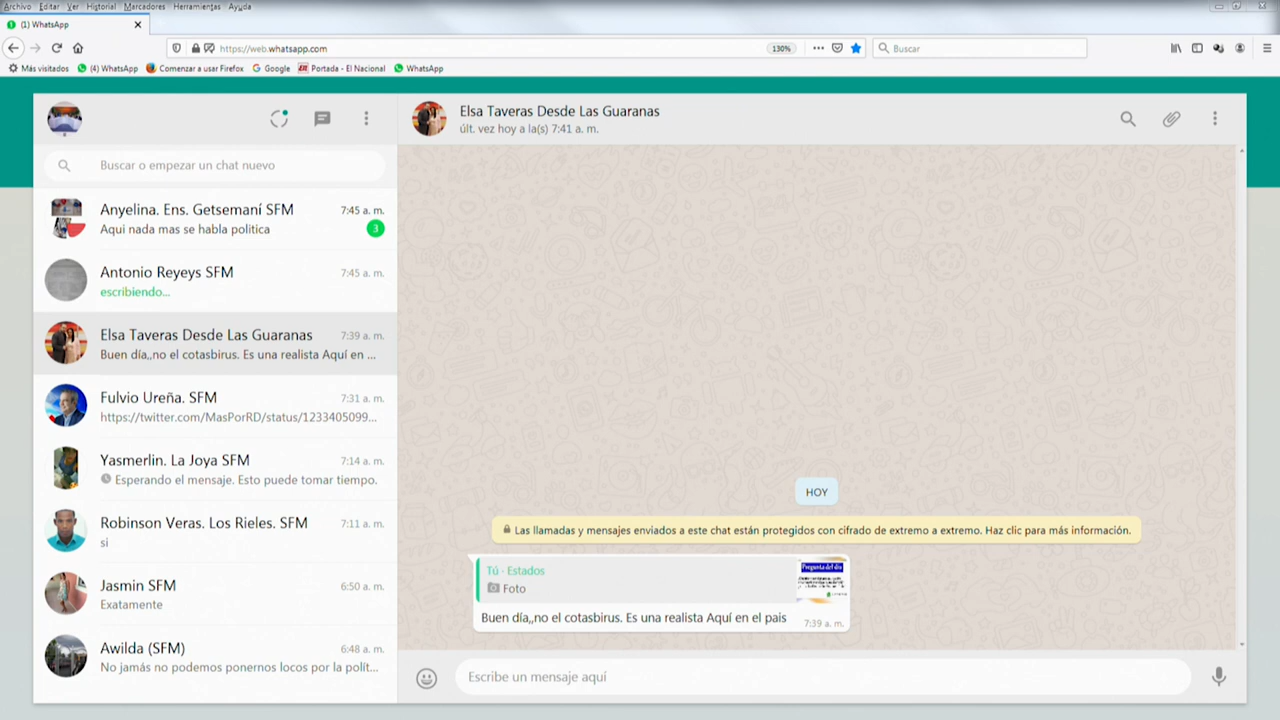 Archivo Editar Ver Historial Marcadores Herramientas Ayuda
(1) WhatsApp
https://web.whatsapp.com
130%
Buscar
Más visitados
(4) WhatsApp
Comenzar a usar Firefox
Google
Portada - El Nacional
WhatsApp
Buscar o empezar un chat nuevo
Anyelina. Ens. Getsemaní SFM
7:45 a. m.
Aqui nada mas se habla politica
3
Antonio Reyeys SFM
7:45 a. m.
escribiendo...
Elsa Taveras Desde Las Guaranas
7:39 a. m.
Buen día,,no el cotasbirus. Es una realista Aquí en ...
Fulvio Ureña. SFM
7:31 a. m.
https://twitter.com/MasPorRD/status/1233405099...
Yasmerlin. La Joya SFM
7:14 a. m.
Esperando el mensaje. Esto puede tomar tiempo.
Robinson Veras. Los Rieles. SFM
7:11 a. m.
si
Jazmin SFM
6:50 a. m.
Exatamente
Awilda (SFM)
6:48 a. m.
No jamás no podemos ponernos locos por la polít...
Elsa Taveras Desde Las Guaranas
últ. vez hoy a la(s) 7:41 a. m.
HOY
Las llamadas y mensajes enviados a este chat están protegidos con cifrado de extremo a extremo. Haz clic para más información.
Tú · Estados
Foto
Pregunta del día
Buen día,,no el cotasbirus. Es una realista Aquí en el pais
7:39 a. m.
Escribe un mensaje aquí